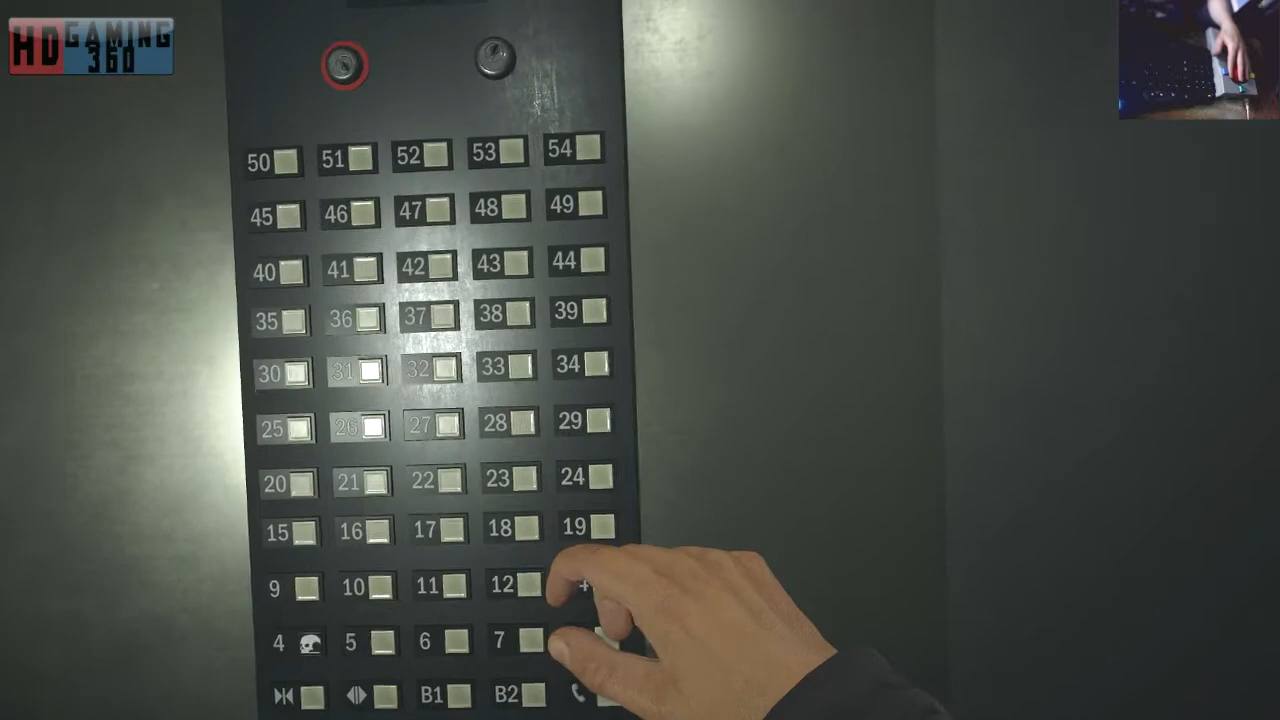 HD GAMING 360
50 51 52 53 54
45 46 47 48 49
40 41 42 43 44
35 36 37 38 39
30 31 32 33 34
25 26 27 28 29
20 21 22 23 24
15 16 17 18 19
9 10 11 12
4 5 6 7
B1 B2